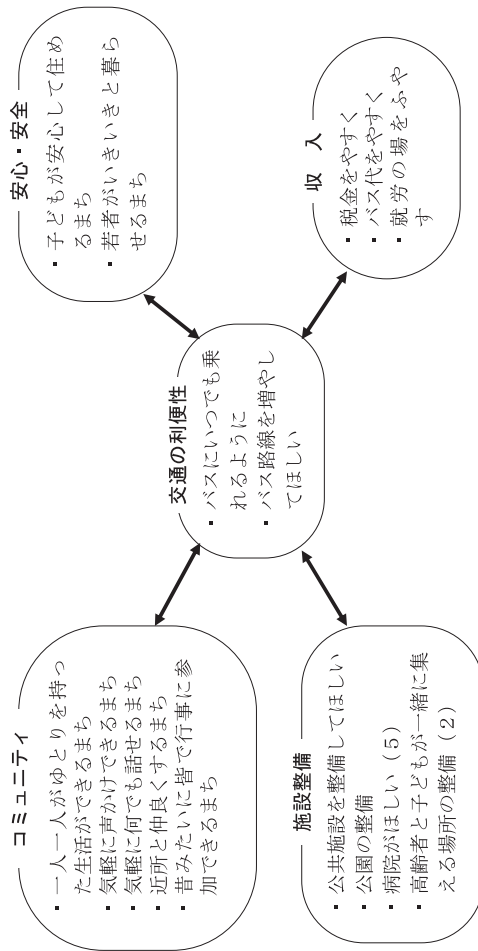 コミュニティ
・一人一人がゆとりを持っ
た生活ができるまち
・気軽に声かけできるまち
・気軽に何でも話せるまち
・近所と仲良くするまち
・昔みたいに皆で行事に参
加できるまち
安心・安全
・子どもが安心して住め
るまち
・若者がいきいきと暮ら
せるまち
交通の利便性
・バスにいつでも乗
れるように
・バス路線を増やし
てほしい
施設整備
・公共施設を整備してほしい
・公園の整備
・病院がほしい（5）
・高齢者と子どもが一緒に集
える場所の整備（2）
収　入
・税金をやすく
・バス代をやすく
・就労の場をふや
す